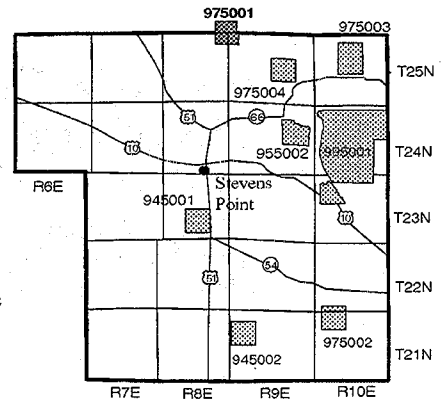 975001
975003
T25N
975004
51
66
955002
995001
T24N
10
R6E
Stevens
Point
945001
10
T23N
54
51
T22N
945002
975002
T21N
R7E
R8E
R9E
R10E